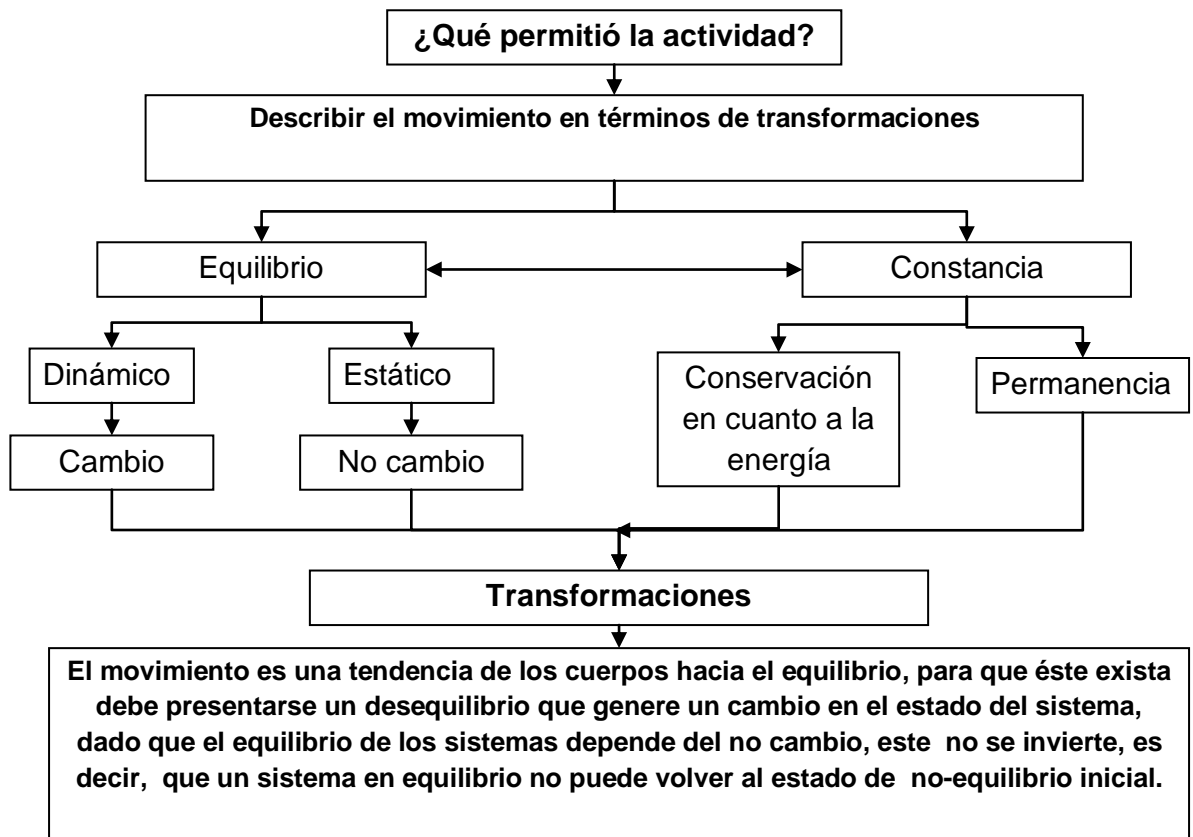 ¿Qué permitió la actividad?
Describir el movimiento en términos de transformaciones
Equilibrio
Constancia
Dinámico
Estático
Conservación
en cuanto a la
energía
Permanencia
Cambio
No cambio
Transformaciones
El movimiento es una tendencia de los cuerpos hacia el equilibrio, para que éste exista
debe presentarse un desequilibrio que genere un cambio en el estado del sistema,
dado que el equilibrio de los sistemas depende del no cambio, este no se invierte, es
decir, que un sistema en equilibrio no puede volver al estado de no-equilibrio inicial.